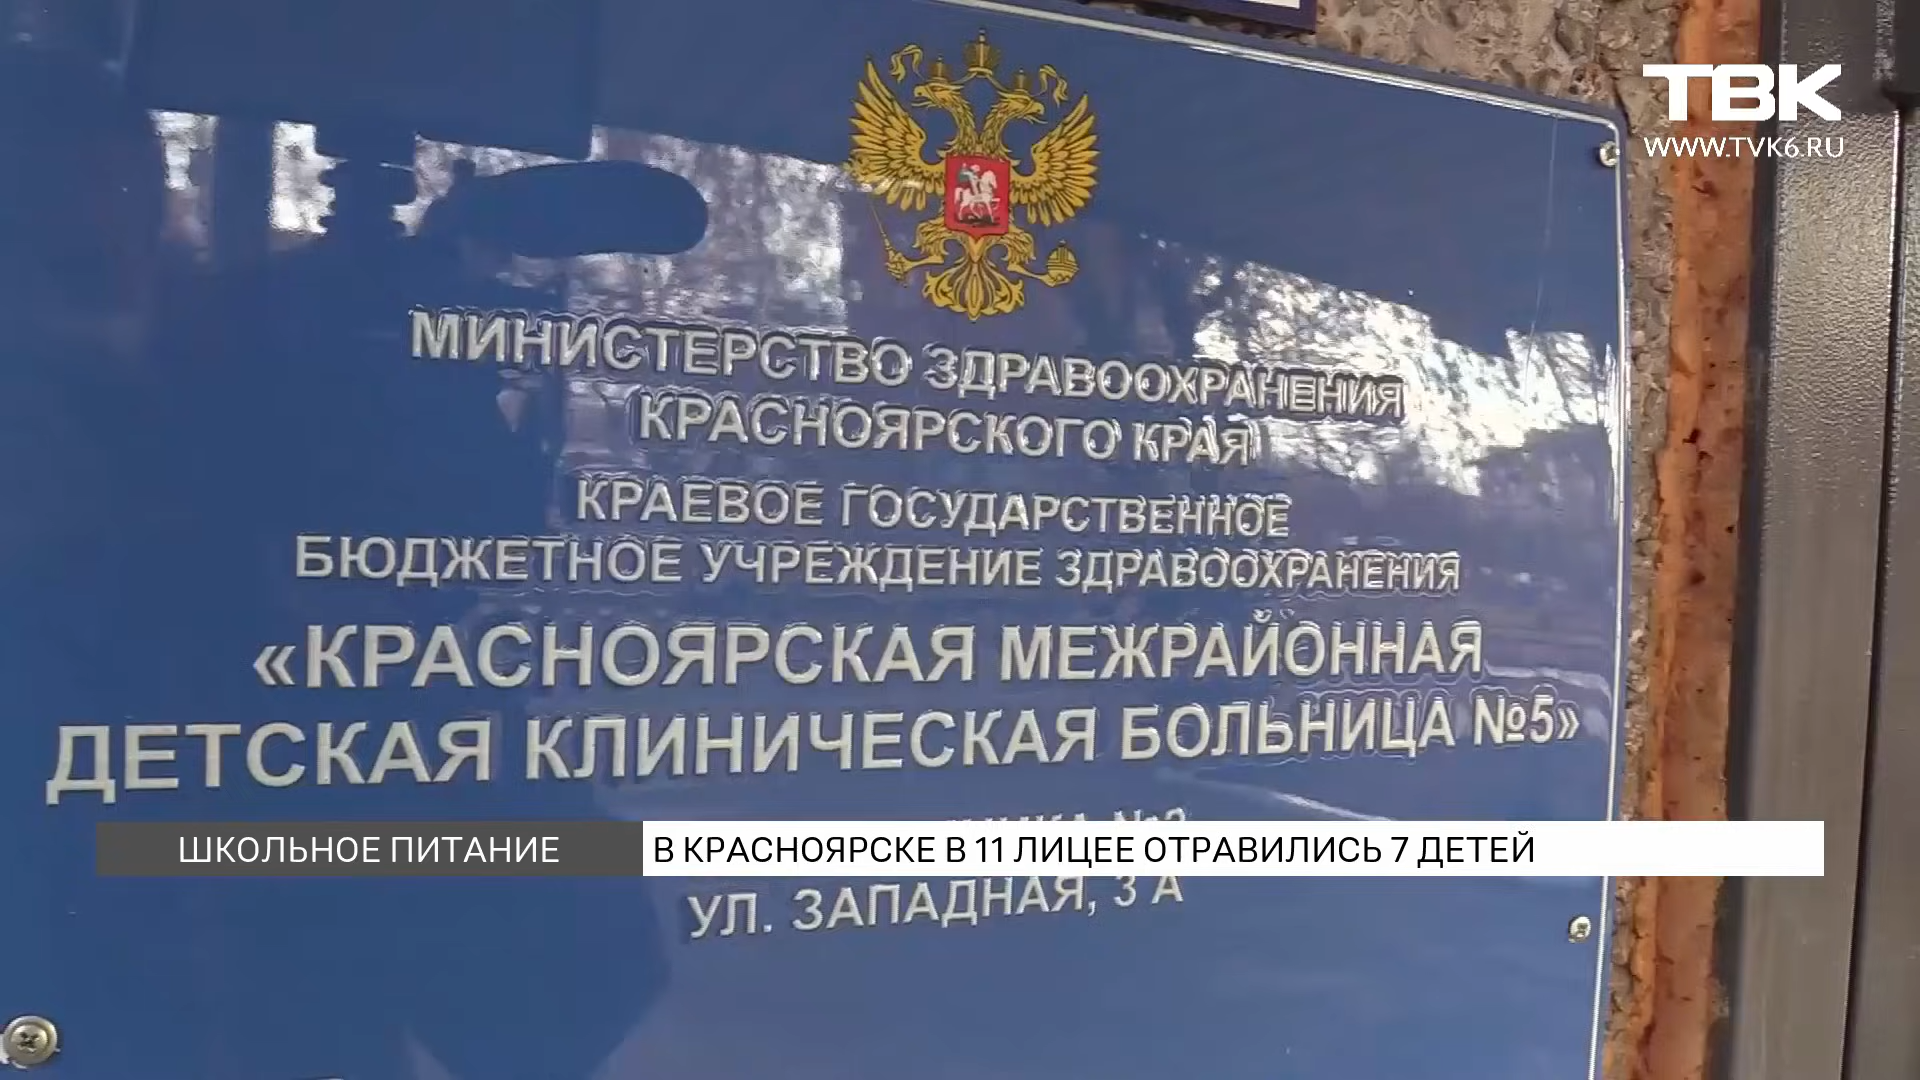 ТВК
WWW.TVK6.RU
МИНИСТЕРСТВО ЗДРАВООХРАНЕНИЯ
КРАСНОЯРСКОГО КРАЯ
КРАЕВОЕ ГОСУДАРСТВЕННОЕ
БЮДЖЕТНОЕ УЧРЕЖДЕНИЕ ЗДРАВООХРАНЕНИЯ
«КРАСНОЯРСКАЯ МЕЖРАЙОННАЯ
ДЕТСКАЯ КЛИНИЧЕСКАЯ БОЛЬНИЦА №5»
ШКОЛЬНОЕ ПИТАНИЕ
В КРАСНОЯРСКЕ В 11 ЛИЦЕЕ ОТРАВИЛИСЬ 7 ДЕТЕЙ
УЛ. ЗАПАДНАЯ, 3 А